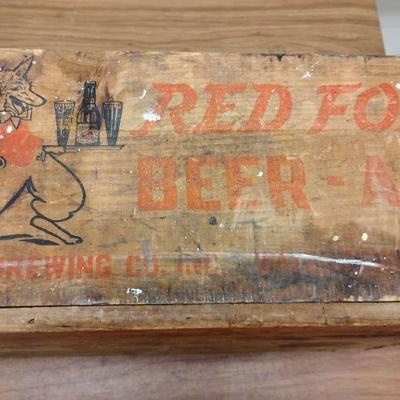 RED FO
BEER - A
BREWING CO. INC.